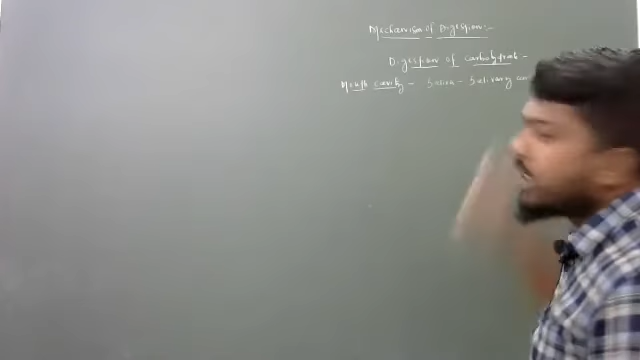 Mechanism of Digestion:-
Digestion of carbohydrate -
Mouth cavity - Saliva - Salivary